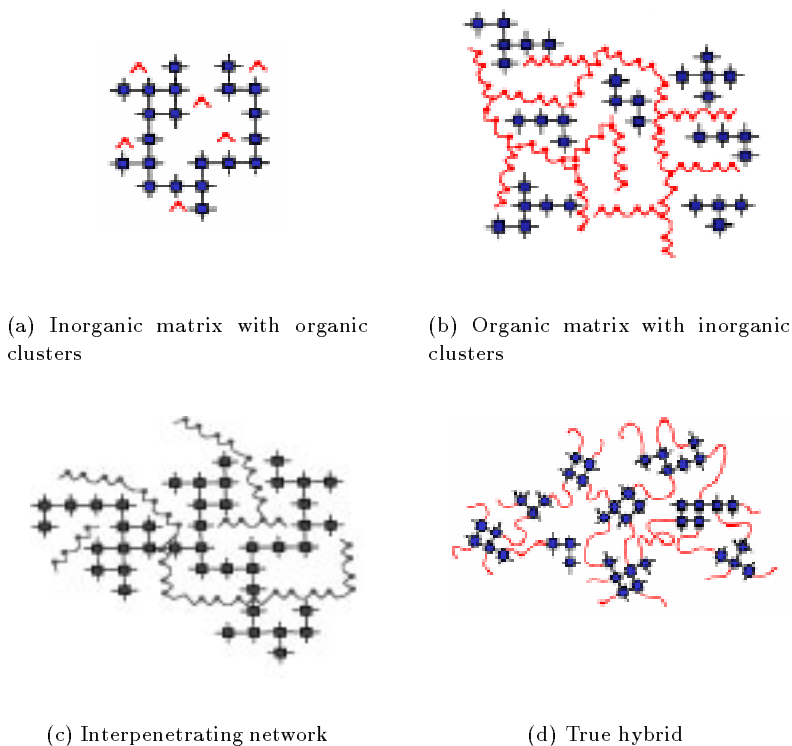 (a) Inorganic matrix with organic
clusters
(b) Organic matrix with inorganic
clusters
(c) Interpenetrating network
(d) True hybrid